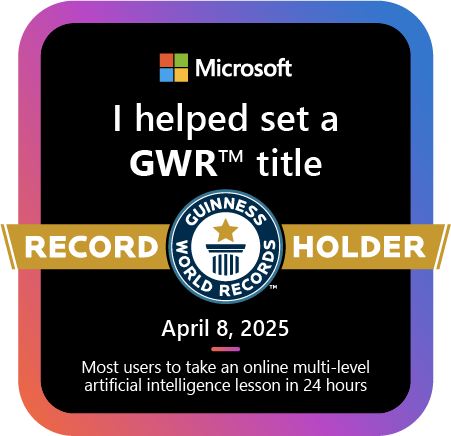 Microsoft
I helped set a
GWR™ title
RECORD HOLDER
GUINNESS
WORLD RECORDS
™
April 8, 2025
Most users to take an online multi-level
artificial intelligence lesson in 24 hours